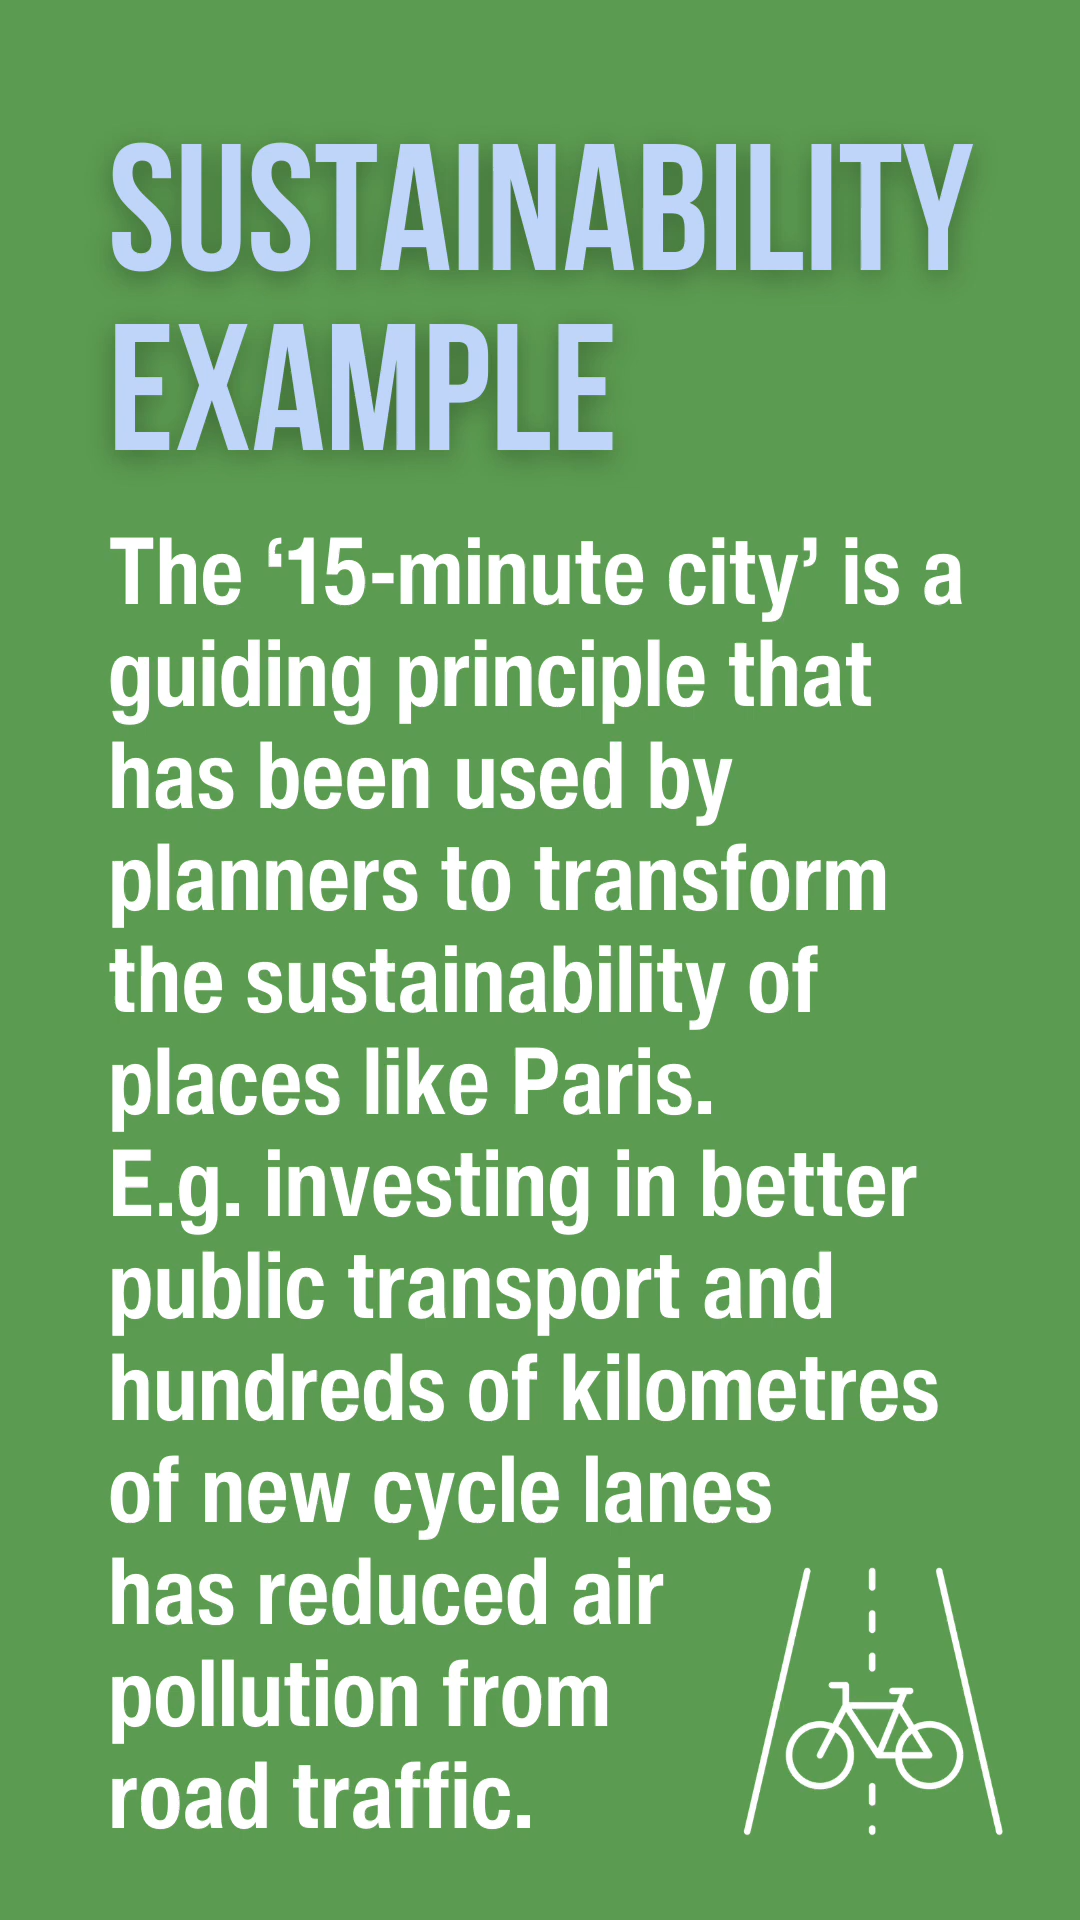 SUSTAINABILITY
EXAMPLE
The ‘15-minute city’ is a
guiding principle that
has been used by
planners to transform
the sustainability of
places like Paris.
E.g. investing in better
public transport and
hundreds of kilometres
of new cycle lanes
has reduced air
pollution from
road traffic.